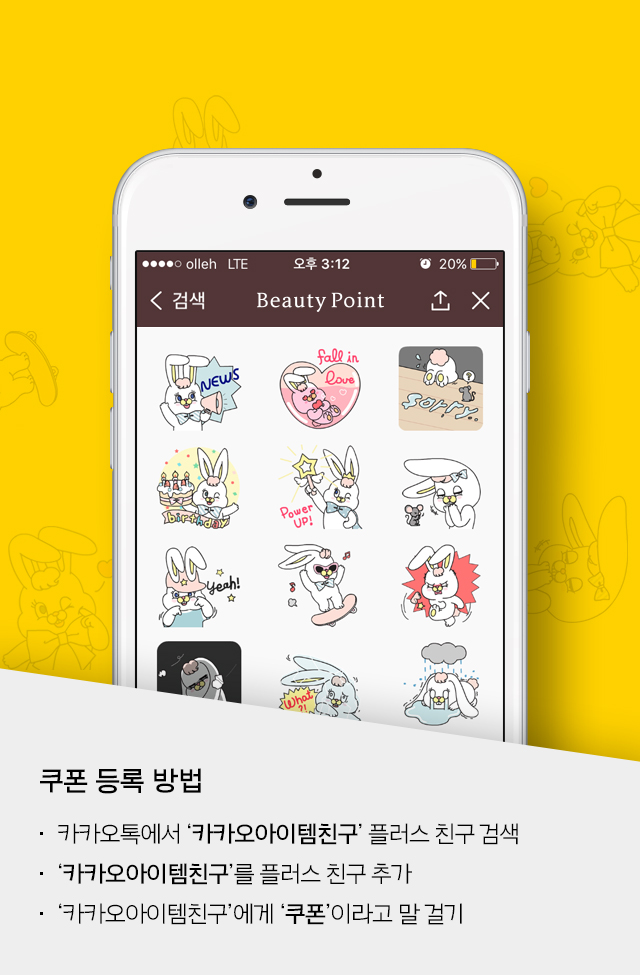 olleh LTE 오후 3:12 20%
검색 Beauty Point
NEWS
fall in
love
?
Sorry
birthday
Power
UP!
Yeah!
What
?!
쿠폰 등록 방법
· 카카오톡에서 ‘카카오아이템친구’ 플러스 친구 검색
· ‘카카오아이템친구’를 플러스 친구 추가
· ‘카카오아이템친구’에게 ‘쿠폰’이라고 말 걸기